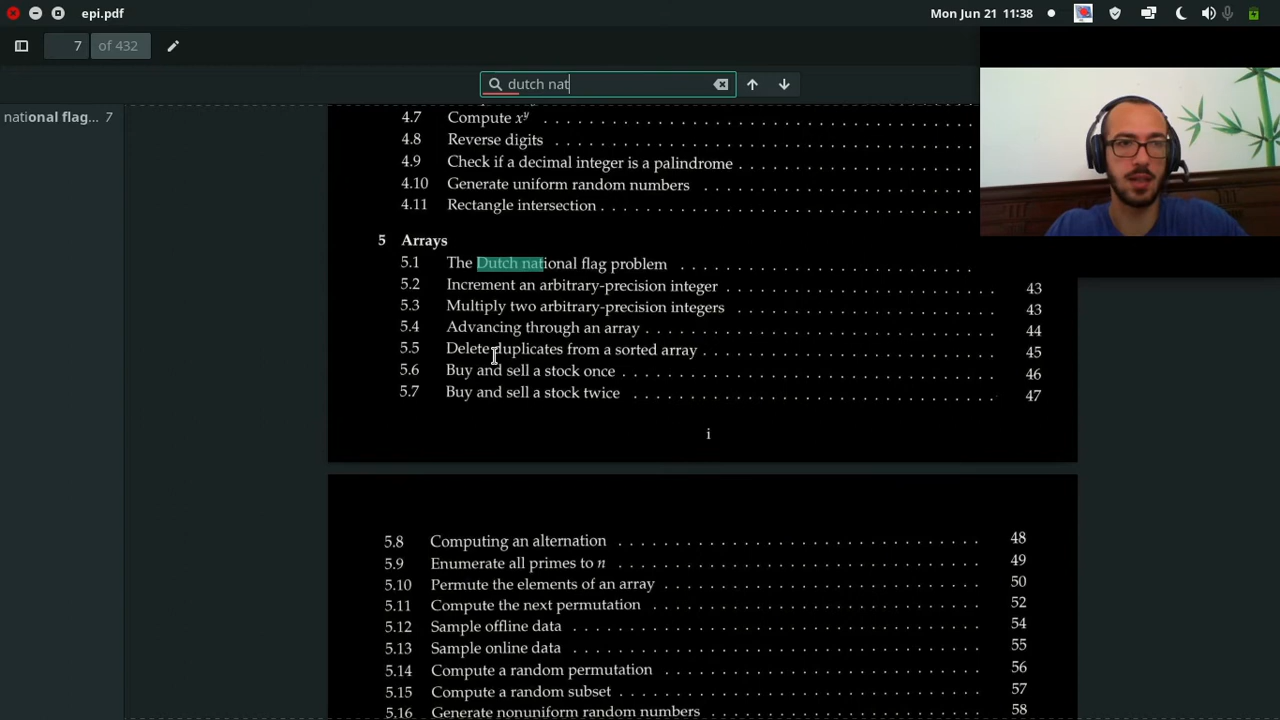 epi.pdf
Mon Jun 21 11:38
7 of 432
dutch nat
national flag... 7
4.7 Compute xʸ
4.8 Reverse digits
4.9 Check if a decimal integer is a palindrome
4.10 Generate uniform random numbers
4.11 Rectangle intersection
5 Arrays
5.1 The Dutch national flag problem
5.2 Increment an arbitrary-precision integer 43
5.3 Multiply two arbitrary-precision integers 43
5.4 Advancing through an array 44
5.5 Delete duplicates from a sorted array 45
5.6 Buy and sell a stock once 46
5.7 Buy and sell a stock twice 47
i
5.8 Computing an alternation 48
5.9 Enumerate all primes to n 49
5.10 Permute the elements of an array 50
5.11 Compute the next permutation 52
5.12 Sample offline data 54
5.13 Sample online data 55
5.14 Compute a random permutation 56
5.15 Compute a random subset 57
5.16 Generate nonuniform random numbers 58